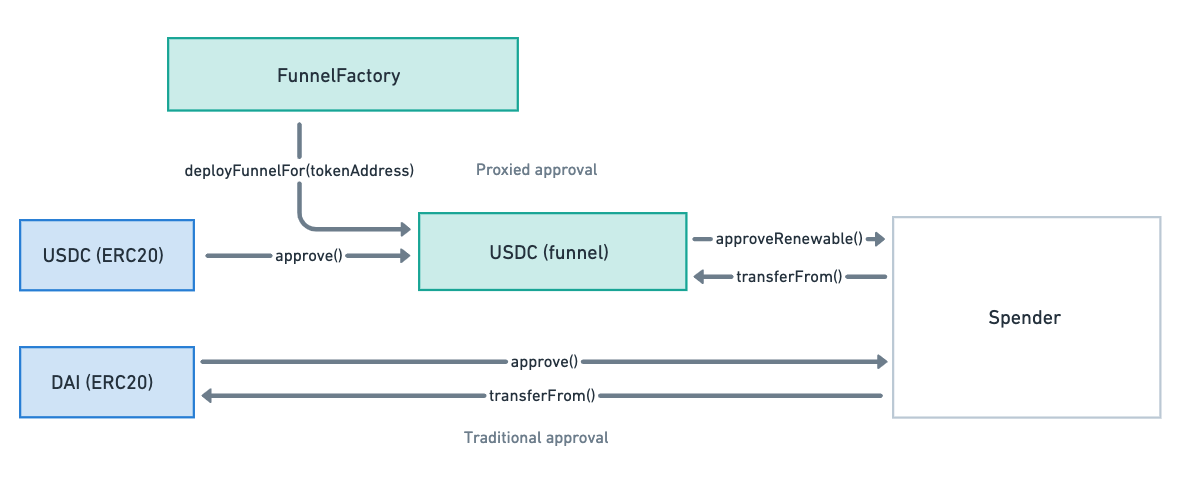 FunnelFactory
deployFunnelFor(tokenAddress)
Proxied approval
USDC (ERC20)
approve()
USDC (funnel)
approveRenewable()
transferFrom()
Spender
DAI (ERC20)
approve()
transferFrom()
Traditional approval